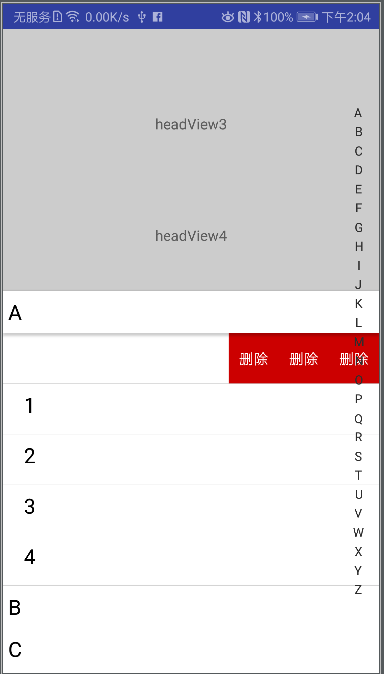 无服务 0.00K/s 100% 下午2:04
headView3
headView4
A
删除 删除 删除
1
2
3
4
B
C
A
B
C
D
E
F
G
H
I
J
K
L
M
N
O
P
Q
R
S
T
U
V
W
X
Y
Z